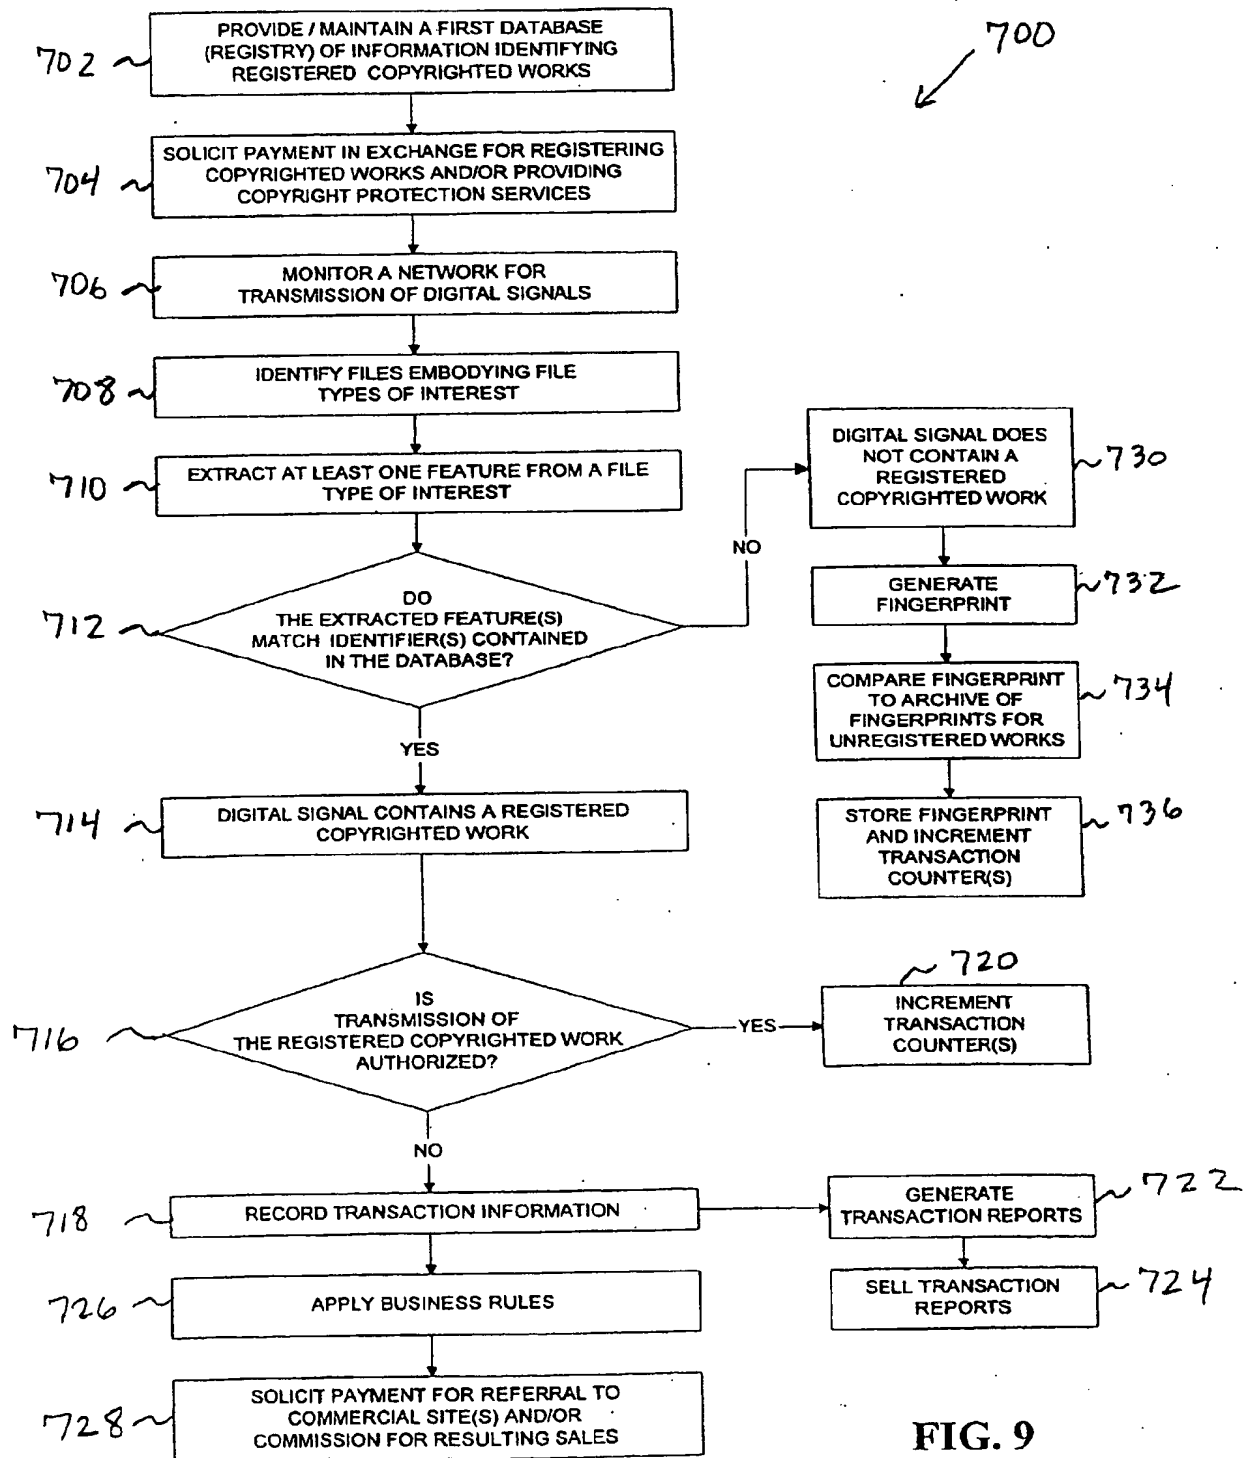 700
702
PROVIDE / MAINTAIN A FIRST DATABASE
(REGISTRY) OF INFORMATION IDENTIFYING
REGISTERED COPYRIGHTED WORKS
704
SOLICIT PAYMENT IN EXCHANGE FOR REGISTERING
COPYRIGHTED WORKS AND/OR PROVIDING
COPYRIGHT PROTECTION SERVICES
706
MONITOR A NETWORK FOR
TRANSMISSION OF DIGITAL SIGNALS
708
IDENTIFY FILES EMBODYING FILE
TYPES OF INTEREST
710
EXTRACT AT LEAST ONE FEATURE FROM A FILE
TYPE OF INTEREST
712
DO
THE EXTRACTED FEATURE(S)
MATCH IDENTIFIER(S) CONTAINED
IN THE DATABASE?
NO
DIGITAL SIGNAL DOES
NOT CONTAIN A
REGISTERED
COPYRIGHTED WORK
730
GENERATE
FINGERPRINT
732
COMPARE FINGERPRINT
TO ARCHIVE OF
FINGERPRINTS FOR
UNREGISTERED WORKS
734
STORE FINGERPRINT
AND INCREMENT
TRANSACTION
COUNTER(S)
736
YES
714
DIGITAL SIGNAL CONTAINS A REGISTERED
COPYRIGHTED WORK
716
IS
TRANSMISSION OF
THE REGISTERED COPYRIGHTED WORK
AUTHORIZED?
YES
720
INCREMENT
TRANSACTION
COUNTER(S)
NO
718
RECORD TRANSACTION INFORMATION
GENERATE
TRANSACTION REPORTS
722
SELL TRANSACTION
REPORTS
724
726
APPLY BUSINESS RULES
728
SOLICIT PAYMENT FOR REFERRAL TO
COMMERCIAL SITE(S) AND/OR
COMMISSION FOR RESULTING SALES
FIG. 9